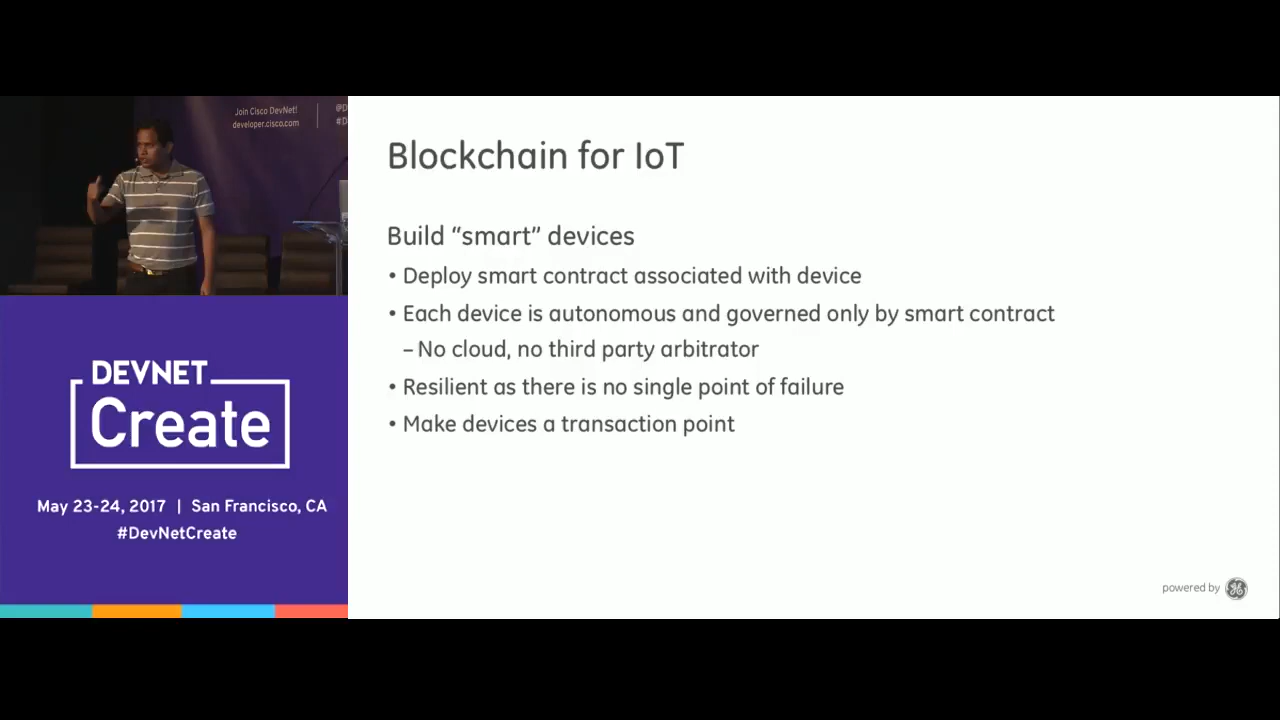 Join Cisco DevNet!
developer.cisco.com
@D
#D
DEVNET
Create
May 23-24, 2017 | San Francisco, CA
#DevNetCreate
Blockchain for IoT
Build “smart” devices
• Deploy smart contract associated with device
• Each device is autonomous and governed only by smart contract
– No cloud, no third party arbitrator
• Resilient as there is no single point of failure
• Make devices a transaction point
powered by